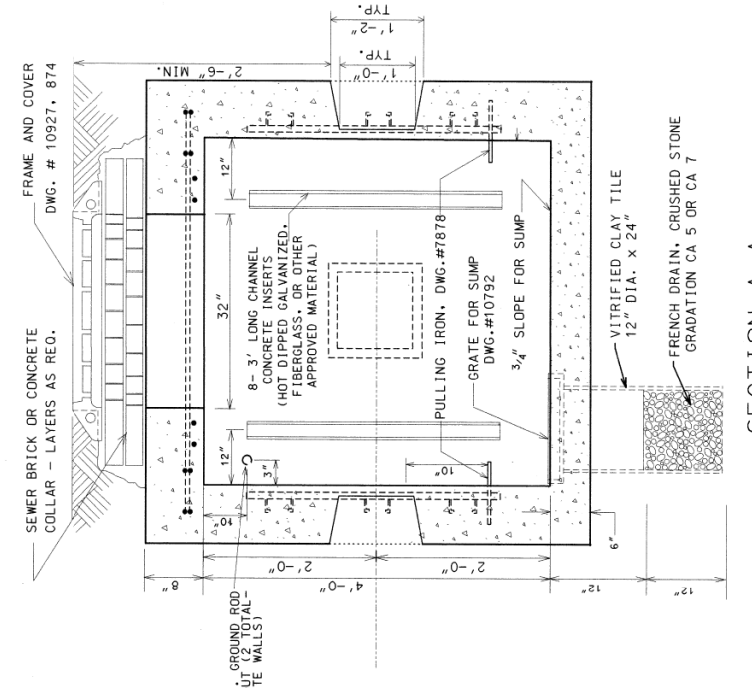 SEWER BRICK OR CONCRETE
COLLAR - LAYERS AS REQ.
FRAME AND COVER
DWG. # 10927, 874
2'-6" MIN.
1'-0"
TYP.
1'-2"
TYP.
8"
12"
32"
12"
3"
10
10"
8- 3' LONG CHANNEL
CONCRETE INSERTS
(HOT DIPPED GALVANIZED,
FIBERGLASS, OR OTHER
APPROVED MATERIAL)
PULLING IRON, DWG.#7878
GRATE FOR SUMP
DWG.#10792
3/4" SLOPE FOR SUMP
GROUND ROD
UT (2 TOTAL-
TE WALLS)
2'-0"
2'-0"
4'-0"
6"
12"
12"
VITRIFIED CLAY TILE
12" DIA. x 24"
FRENCH DRAIN, CRUSHED STONE
GRADATION CA 5 OR CA 7
SECTION A-A